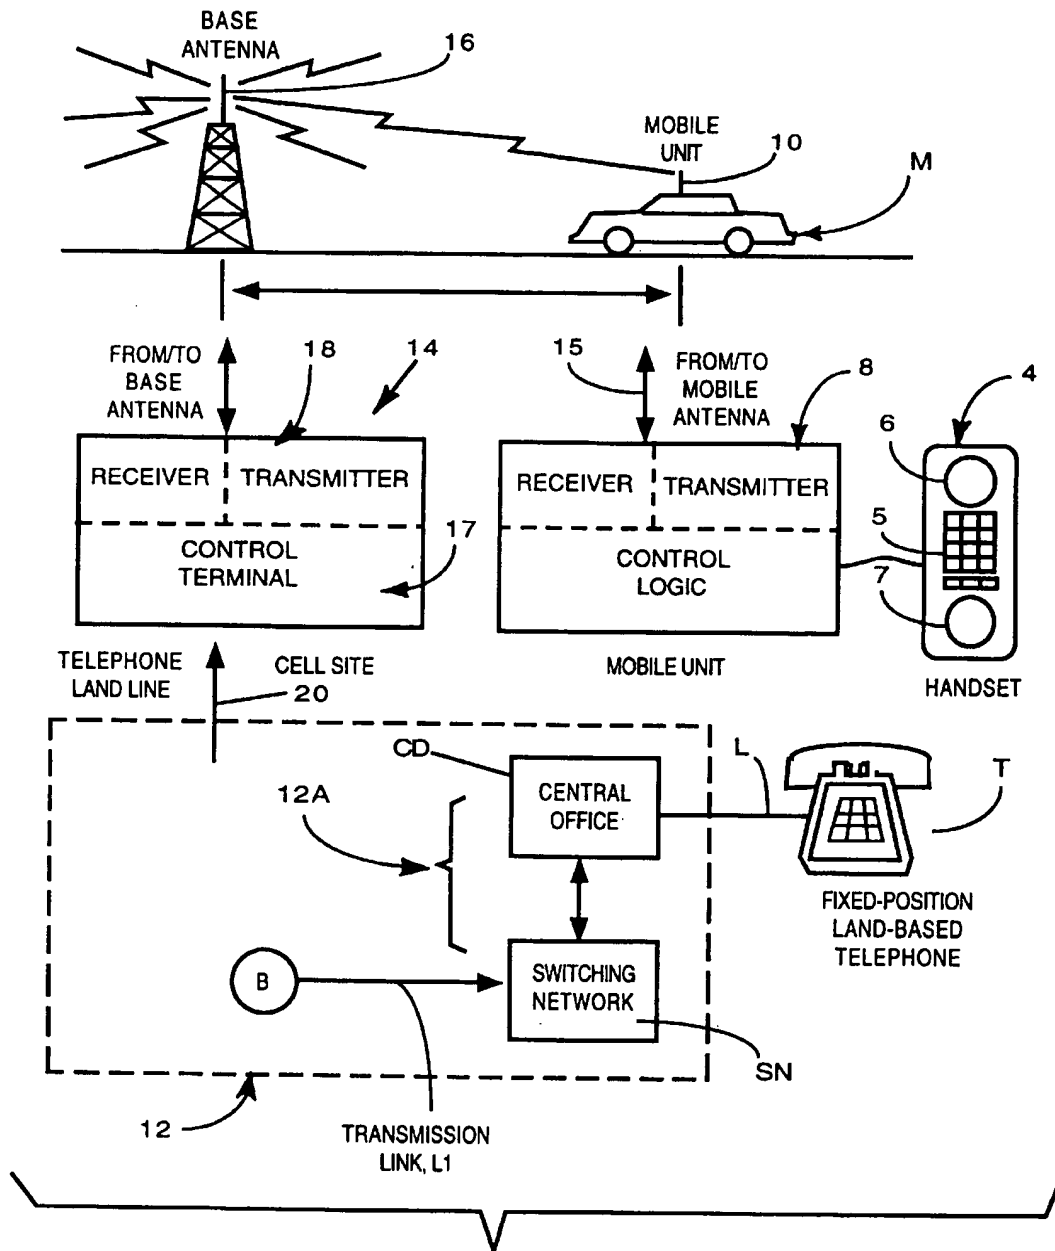 BASE
ANTENNA
16
MOBILE
UNIT
10
M
FROM/TO
BASE
ANTENNA
18
14
15
FROM/TO
MOBILE
ANTENNA
8
4
6
5
7
RECEIVER
TRANSMITTER
CONTROL
TERMINAL
17
RECEIVER
TRANSMITTER
CONTROL
LOGIC
TELEPHONE
LAND LINE
CELL SITE
20
MOBILE UNIT
HANDSET
CD
12A
CENTRAL
OFFICE
L
T
FIXED-POSITION
LAND-BASED
TELEPHONE
B
SWITCHING
NETWORK
SN
12
TRANSMISSION
LINK, L1